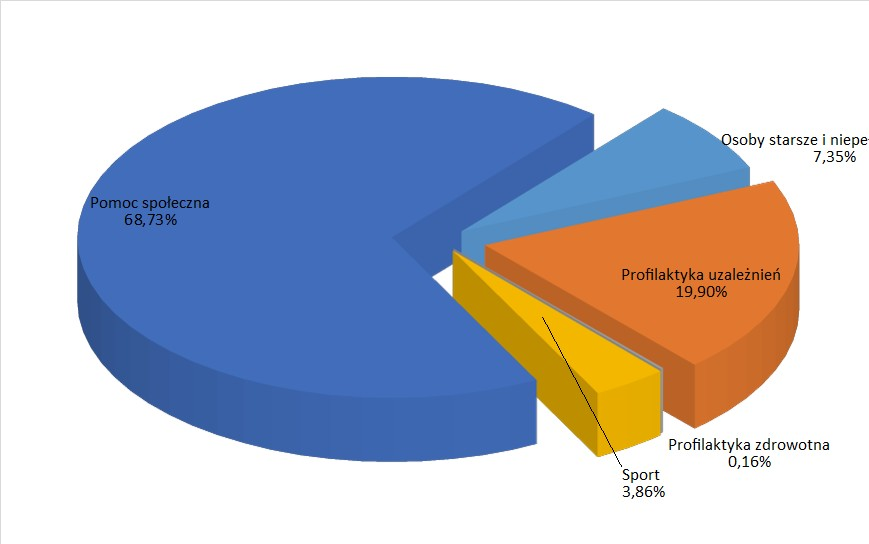 Pomoc społeczna
68,73%
Osoby starsze i
7,35%
Profilaktyka uzależnień
19,90%
Profilaktyka zdrowotna
0,16%
Sport
3,86%